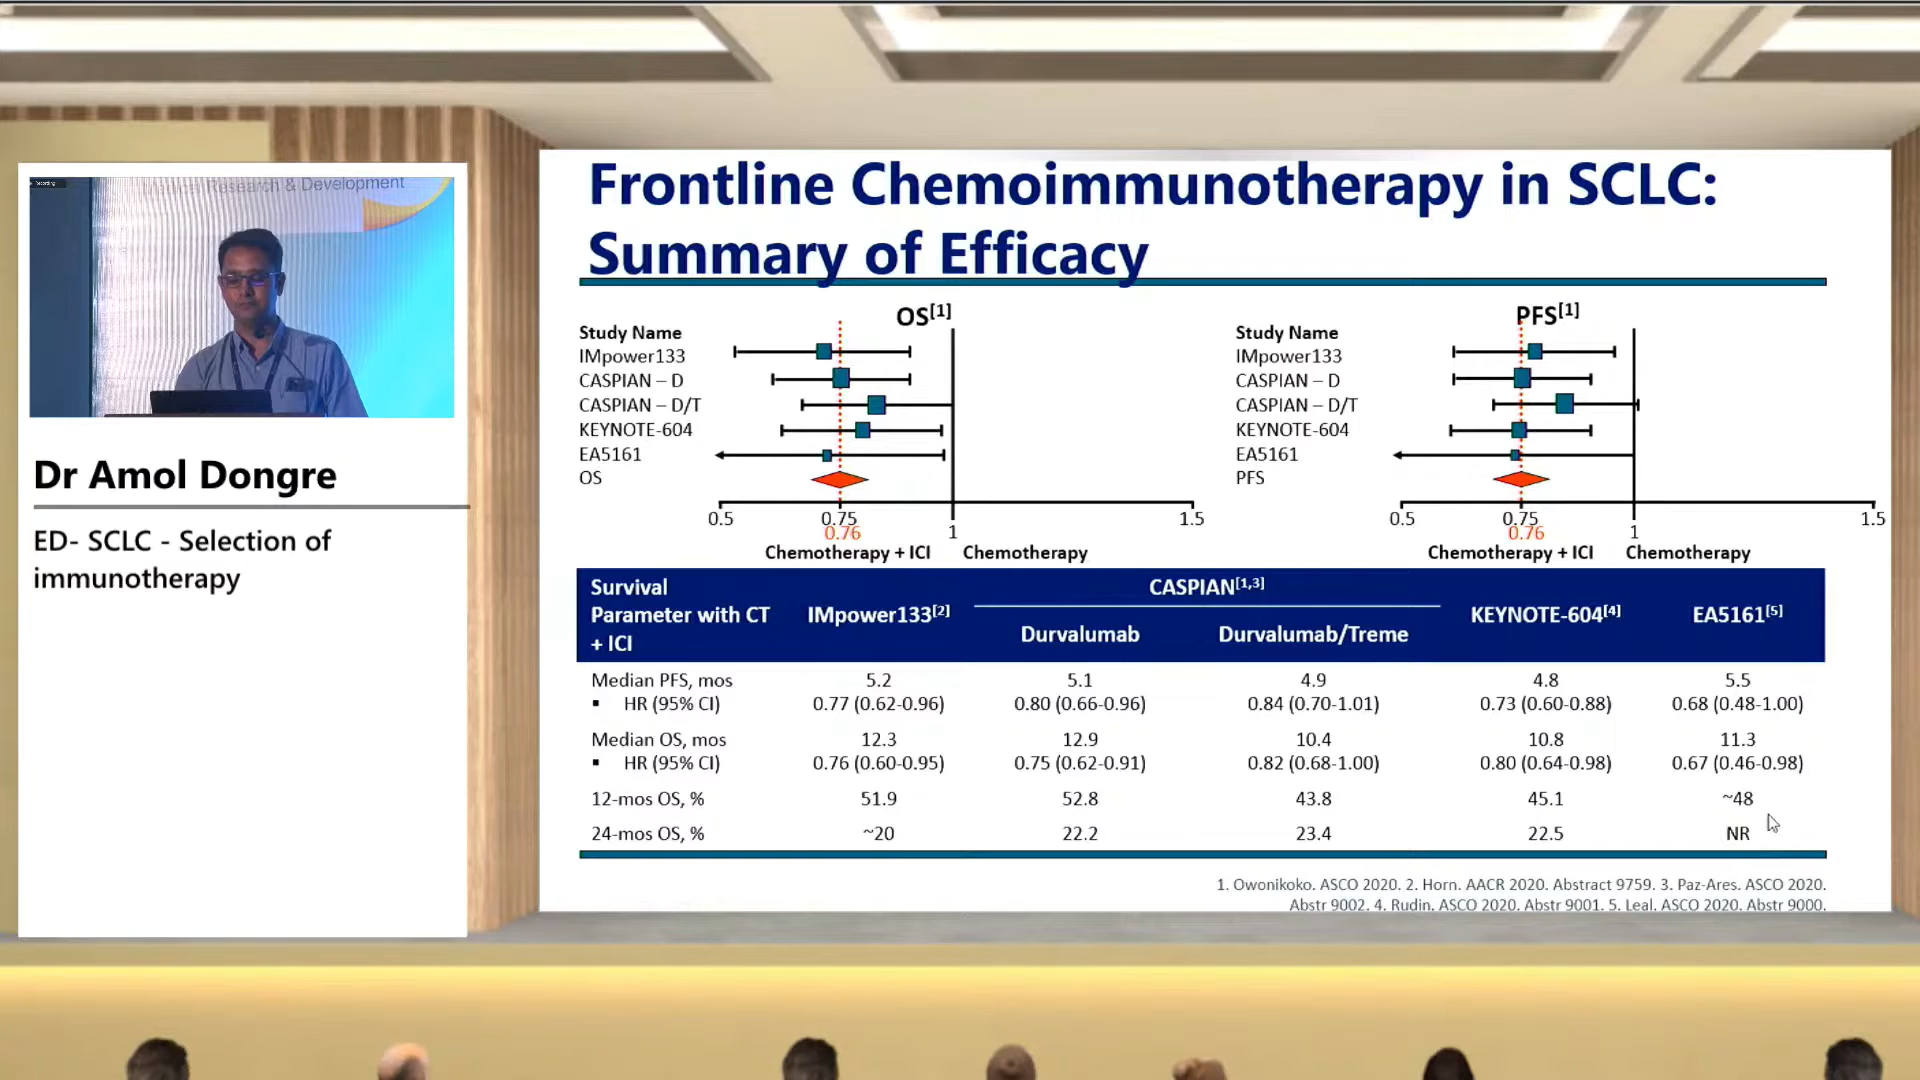 Recording
Research & Development
Dr Amol Dongre
ED- SCLC - Selection of
immunotherapy
Frontline Chemoimmunotherapy in SCLC:
Summary of Efficacy
OS[1]
Study Name
IMpower133
CASPIAN – D
CASPIAN – D/T
KEYNOTE-604
EA5161
OS
0.5 0.75 1 1.5
0.76
Chemotherapy + ICI Chemotherapy
PFS[1]
Study Name
IMpower133
CASPIAN – D
CASPIAN – D/T
KEYNOTE-604
EA5161
PFS
0.5 0.75 1 1.5
0.76
Chemotherapy + ICI Chemotherapy
Survival
Parameter with CT
+ ICI
IMpower133[2]
CASPIAN[1,3]
Durvalumab Durvalumab/Treme
KEYNOTE-604[4]
EA5161[5]
Median PFS, mos 5.2 5.1 4.9 4.8 5.5
▪ HR (95% CI) 0.77 (0.62-0.96) 0.80 (0.66-0.96) 0.84 (0.70-1.01) 0.73 (0.60-0.88) 0.68 (0.48-1.00)
Median OS, mos 12.3 12.9 10.4 10.8 11.3
▪ HR (95% CI) 0.76 (0.60-0.95) 0.75 (0.62-0.91) 0.82 (0.68-1.00) 0.80 (0.64-0.98) 0.67 (0.46-0.98)
12-mos OS, % 51.9 52.8 43.8 45.1 ~48
24-mos OS, % ~20 22.2 23.4 22.5 NR
1. Owonikoko. ASCO 2020. 2. Horn. AACR 2020. Abstract 9759. 3. Paz-Ares. ASCO 2020.
Abstr 9002. 4. Rudin. ASCO 2020. Abstr 9001. 5. Leal. ASCO 2020. Abstr 9000.